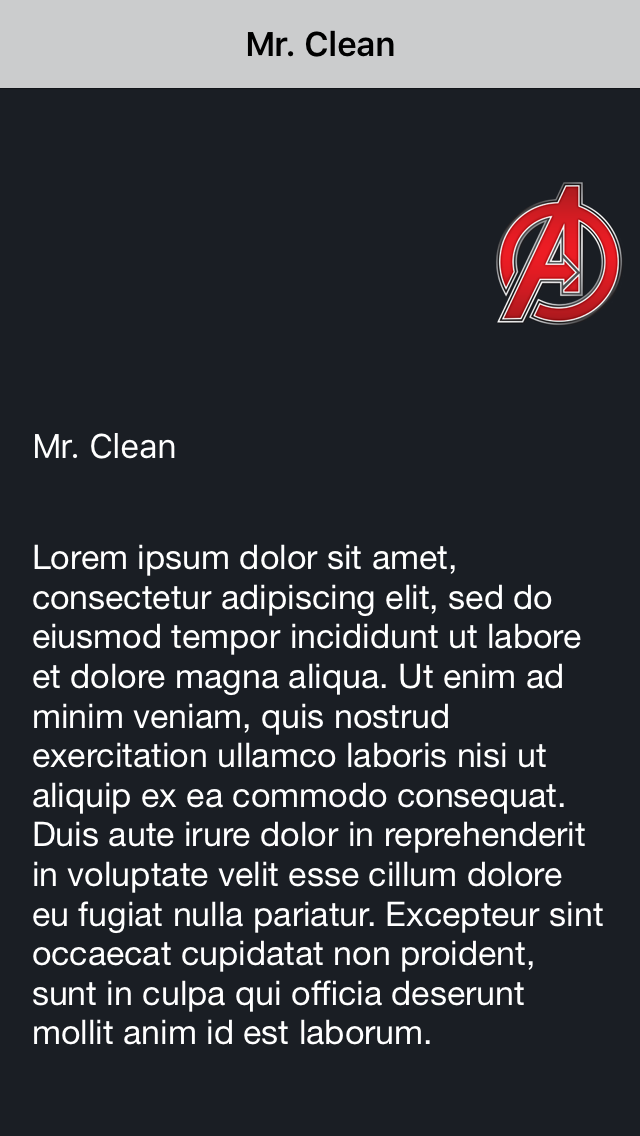 Mr. Clean
A
Mr. Clean
Lorem ipsum dolor sit amet,
consectetur adipiscing elit, sed do
eiusmod tempor incididunt ut labore
et dolore magna aliqua. Ut enim ad
minim veniam, quis nostrud
exercitation ullamco laboris nisi ut
aliquip ex ea commodo consequat.
Duis aute irure dolor in reprehenderit
in voluptate velit esse cillum dolore
eu fugiat nulla pariatur. Excepteur sint
occaecat cupidatat non proident,
sunt in culpa qui officia deserunt
mollit anim id est laborum.